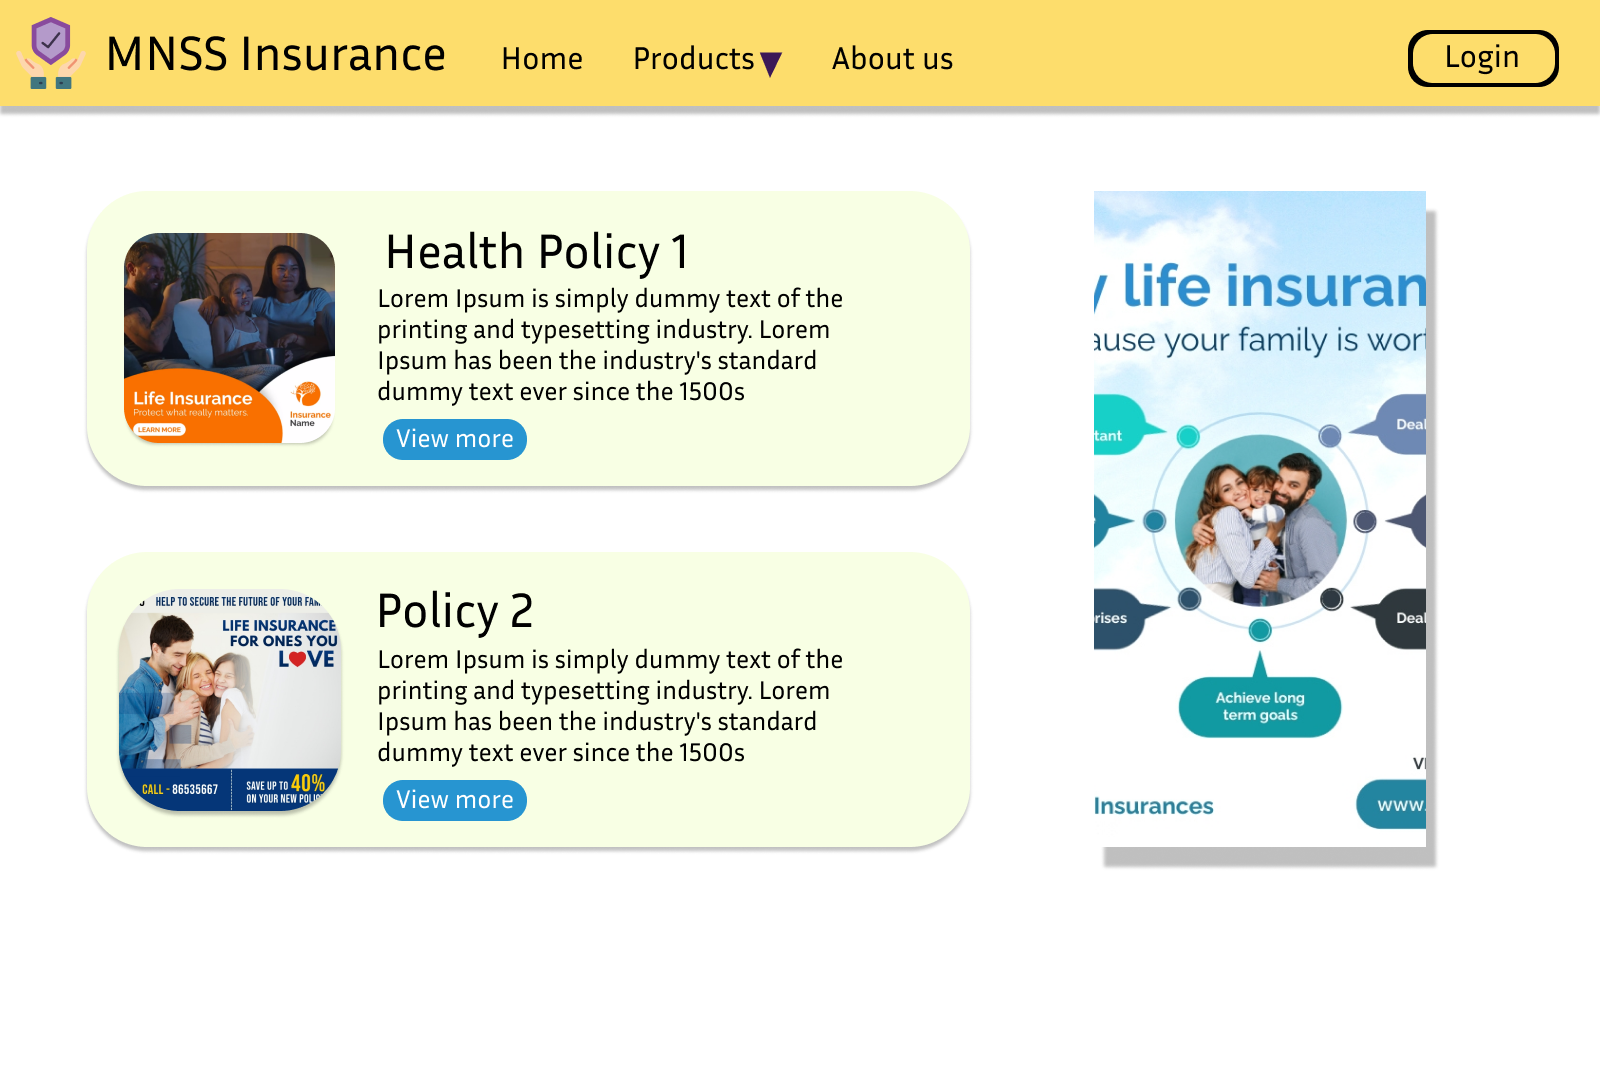 MNSS Insurance
Home
Products
About us
Login
Health Policy 1
Lorem Ipsum is simply dummy text of the
printing and typesetting industry. Lorem
Ipsum has been the industry's standard
dummy text ever since the 1500s
View more
Life Insurance
Protect what really matters.
LEARN MORE
Insurance
Name
Policy 2
Lorem Ipsum is simply dummy text of the
printing and typesetting industry. Lorem
Ipsum has been the industry's standard
dummy text ever since the 1500s
View more
HELP TO SECURE THE FUTURE OF YOUR FAM
LIFE INSURANCE
FOR ONES YOU
LOVE
CALL - 86535667
SAVE UP TO 40%
ON YOUR NEW POLIC
y life insuran
ause your family is wor
tant
Deal
rises
Deal
Achieve long
term goals
VI
Insurances
www.